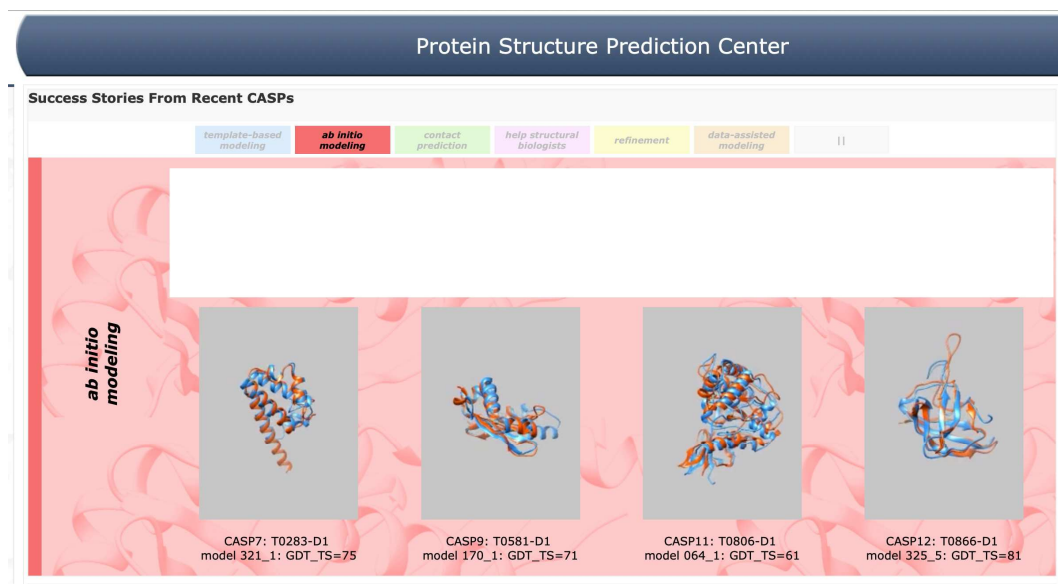 Protein Structure Prediction Center
Success Stories From Recent CASPs
template-based
modeling
ab initio
modeling
contact
prediction
help structural
biologists
refinement
data-assisted
modeling
ab initio
modeling
CASP7: T0283-D1
model 321_1: GDT_TS=75
CASP9: T0581-D1
model 170_1: GDT_TS=71
CASP11: T0806-D1
model 064_1: GDT_TS=61
CASP12: T0866-D1
model 325_5: GDT_TS=81